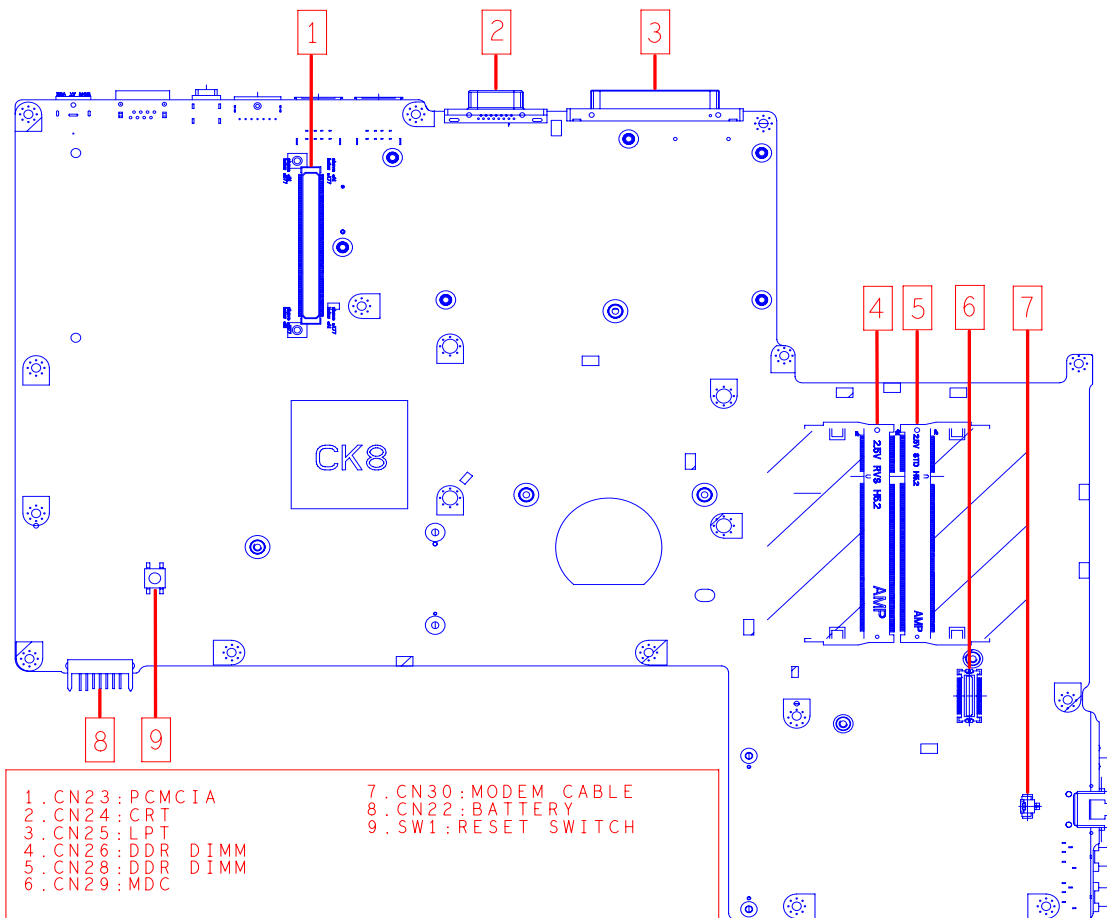 1
2
3
4
5
6
7
CK8
2.5V RVS H5.2
AMP
2.5V STD H5.2
AMP
8
9
1.CN23:PCMCIA
2.CN24:CRT
3.CN25:LPT
4.CN26:DDR DIMM
5.CN28:DDR DIMM
6.CN29:MDC
7.CN30:MODEM CABLE
8.CN22:BATTERY
9.SW1:RESET SWITCH